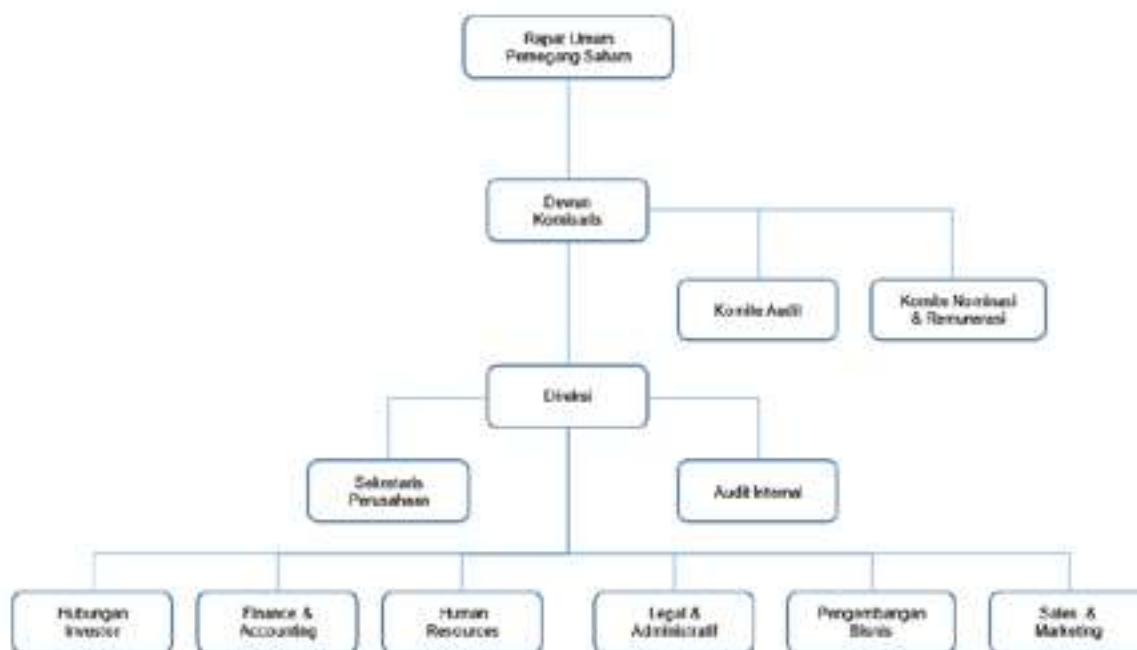 Rapat Umum
Pemegang Saham
Dewan
Komisaris
Komite Audit
Komite Nominasi
& Remunerasi
Direksi
Sekretaris
Perusahaan
Audit Internal
Hubungan
Investor
Finance &
Accounting
Human
Resources
Legal &
Administratif
Pengambangan
Bisnis
Sales &
Marketing